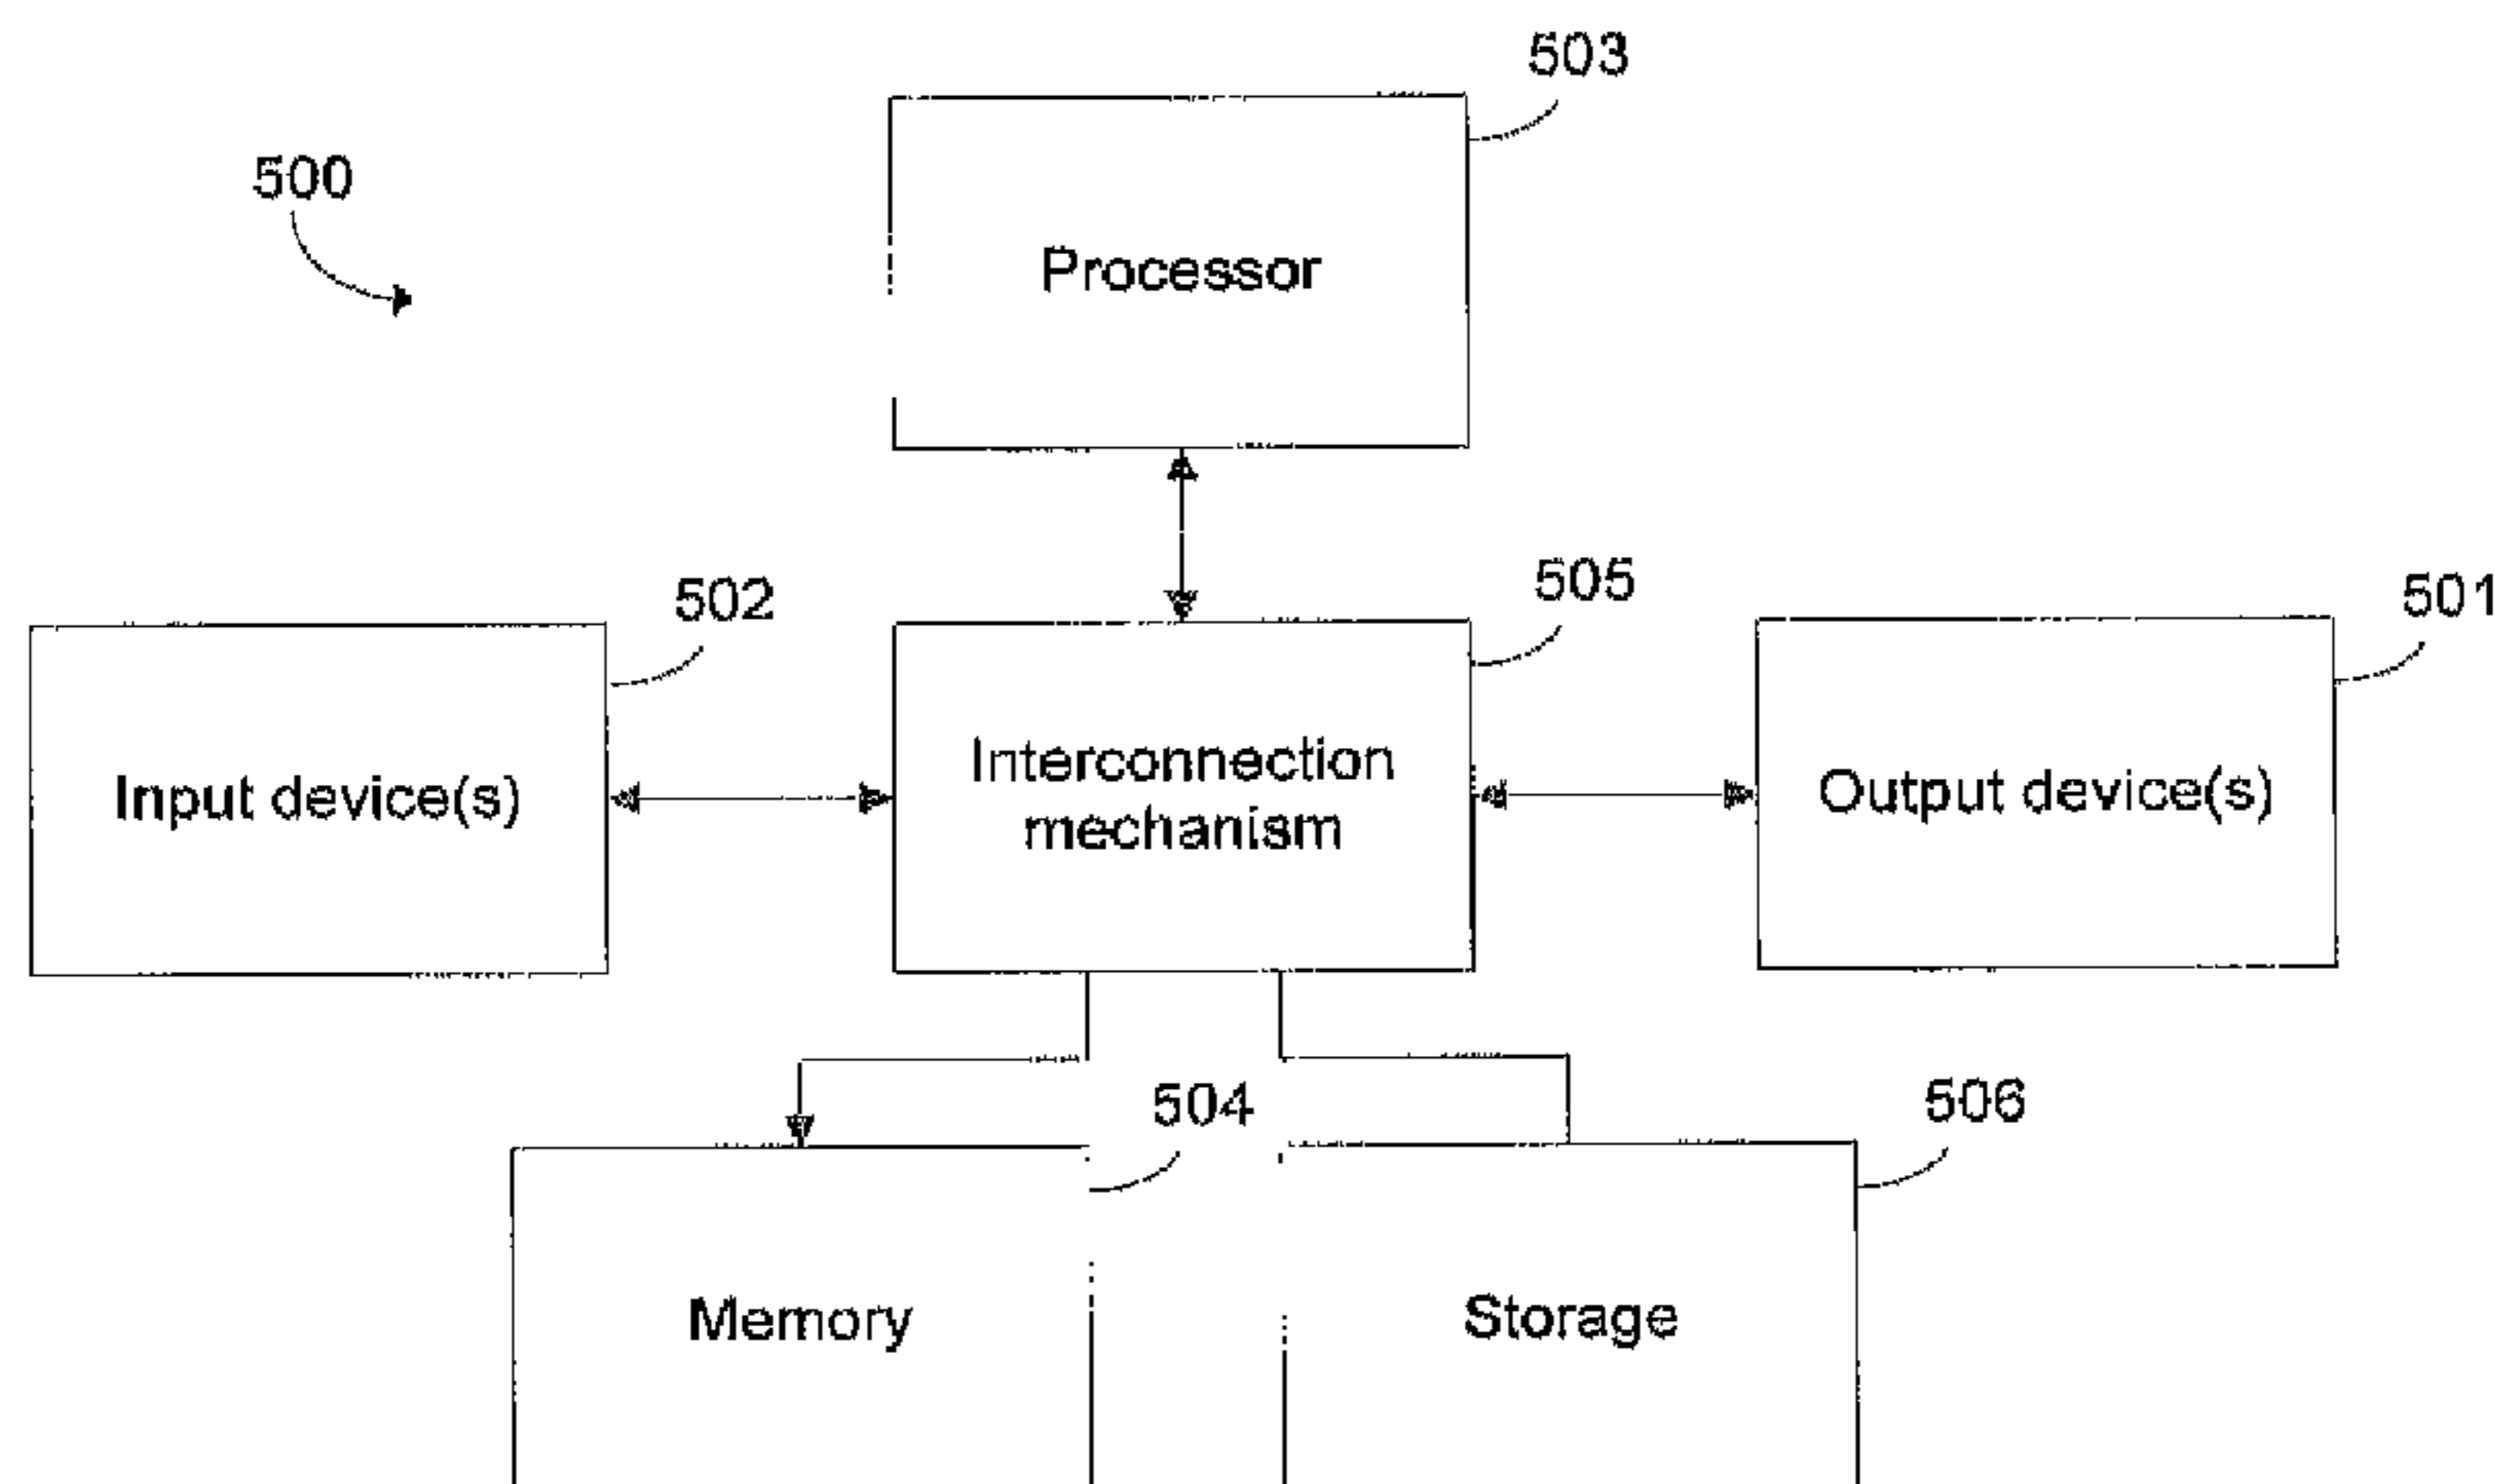 503
500
Processor
502
505
501
Input device(s)
Interconnection
mechanism
Output device(s)
504
506
Memory
Storage